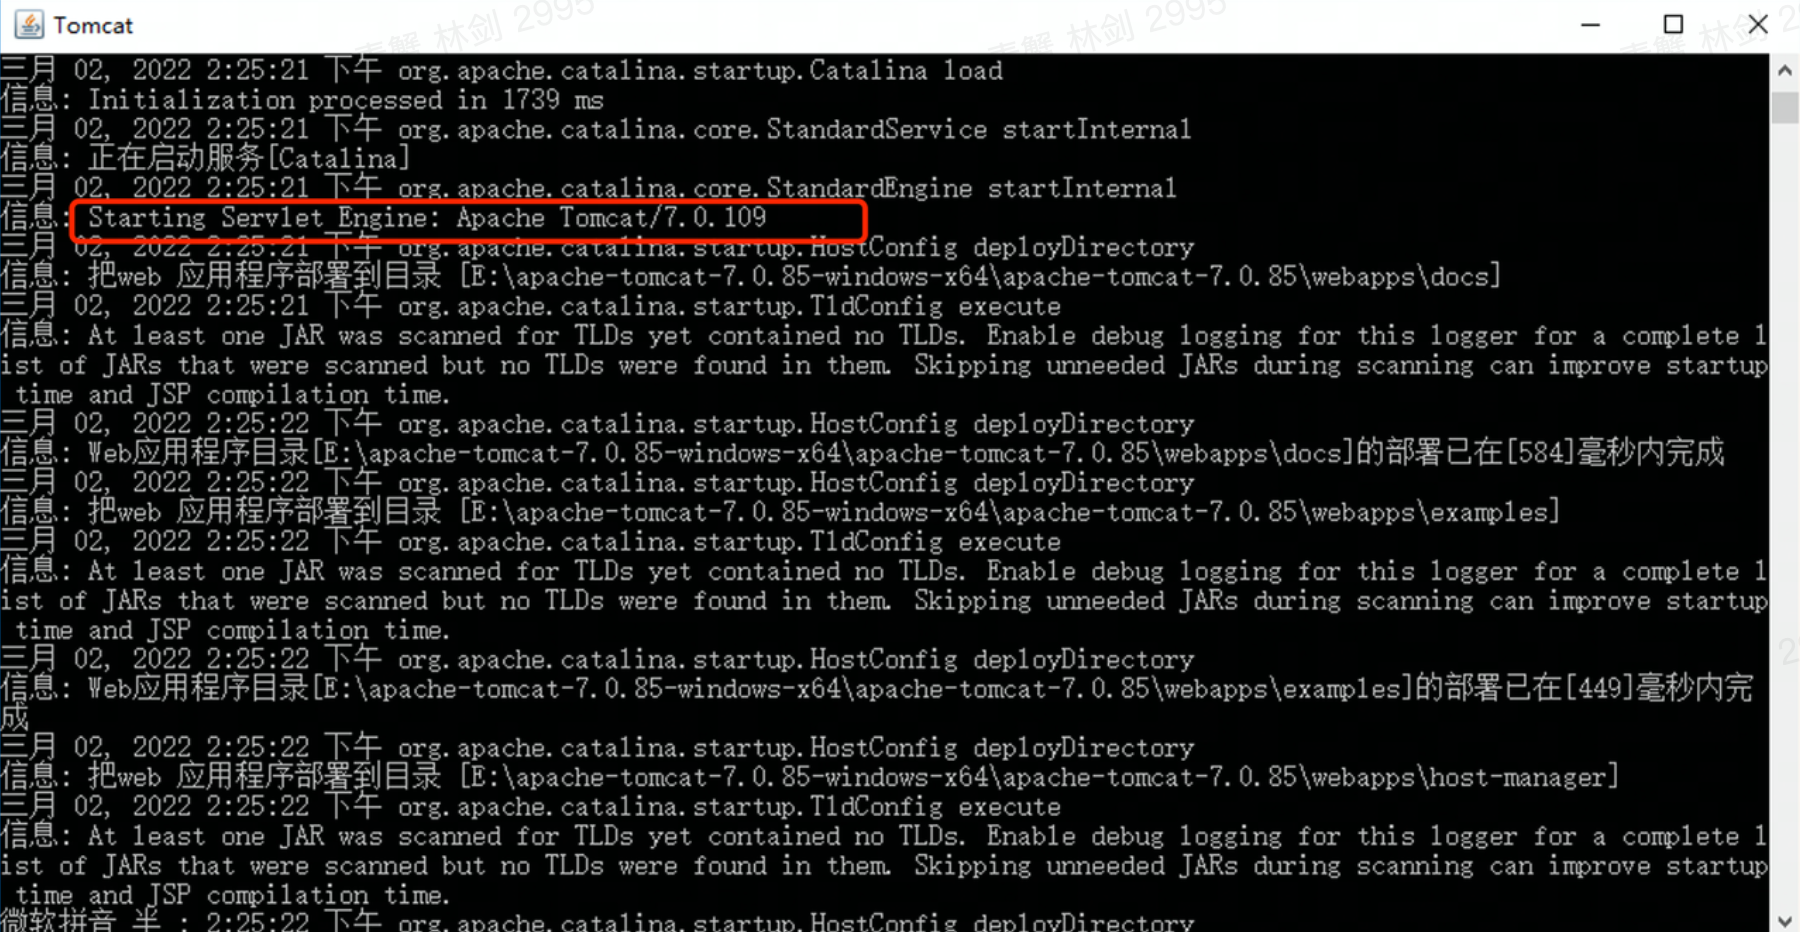 Tomcat
林剑 2995
三月 02, 2022 2:25:21 下午 org.apache.catalina.startup.Catalina load
信息: Initialization processed in 1739 ms
三月 02, 2022 2:25:21 下午 org.apache.catalina.core.StandardService startInternal
信息: 正在启动服务[Catalina]
三月 02, 2022 2:25:21 下午 org.apache.catalina.core.StandardEngine startInternal
信息: Starting Servlet Engine: Apache Tomcat/7.0.109
三月 02, 2022 2:25:21 下午 org.apache.catalina.startup.HostConfig deployDirectory
信息: 把web 应用程序部署到目录 [E:\apache-tomcat-7.0.85-windows-x64\apache-tomcat-7.0.85\webapps\docs]
三月 02, 2022 2:25:21 下午 org.apache.catalina.startup.TldConfig execute
信息: At least one JAR was scanned for TLDs yet contained no TLDs. Enable debug logging for this logger for a complete l
ist of JARs that were scanned but no TLDs were found in them. Skipping unneeded JARs during scanning can improve startup
time and JSP compilation time.
三月 02, 2022 2:25:22 下午 org.apache.catalina.startup.HostConfig deployDirectory
信息: Web应用程序目录[E:\apache-tomcat-7.0.85-windows-x64\apache-tomcat-7.0.85\webapps\docs]的部署已在[584]毫秒内完成
三月 02, 2022 2:25:22 下午 org.apache.catalina.startup.HostConfig deployDirectory
信息: 把web 应用程序部署到目录 [E:\apache-tomcat-7.0.85-windows-x64\apache-tomcat-7.0.85\webapps\examples]
三月 02, 2022 2:25:22 下午 org.apache.catalina.startup.TldConfig execute
信息: At least one JAR was scanned for TLDs yet contained no TLDs. Enable debug logging for this logger for a complete l
ist of JARs that were scanned but no TLDs were found in them. Skipping unneeded JARs during scanning can improve startup
time and JSP compilation time.
三月 02, 2022 2:25:22 下午 org.apache.catalina.startup.HostConfig deployDirectory
信息: Web应用程序目录[E:\apache-tomcat-7.0.85-windows-x64\apache-tomcat-7.0.85\webapps\examples]的部署已在[449]毫秒内完
成
三月 02, 2022 2:25:22 下午 org.apache.catalina.startup.HostConfig deployDirectory
信息: 把web 应用程序部署到目录 [E:\apache-tomcat-7.0.85-windows-x64\apache-tomcat-7.0.85\webapps\host-manager]
三月 02, 2022 2:25:22 下午 org.apache.catalina.startup.TldConfig execute
信息: At least one JAR was scanned for TLDs yet contained no TLDs. Enable debug logging for this logger for a complete l
ist of JARs that were scanned but no TLDs were found in them. Skipping unneeded JARs during scanning can improve startup
time and JSP compilation time.
微软拼音 半 : 2:25:22 下午 org.apache.catalina.startup.HostConfig deployDirectory